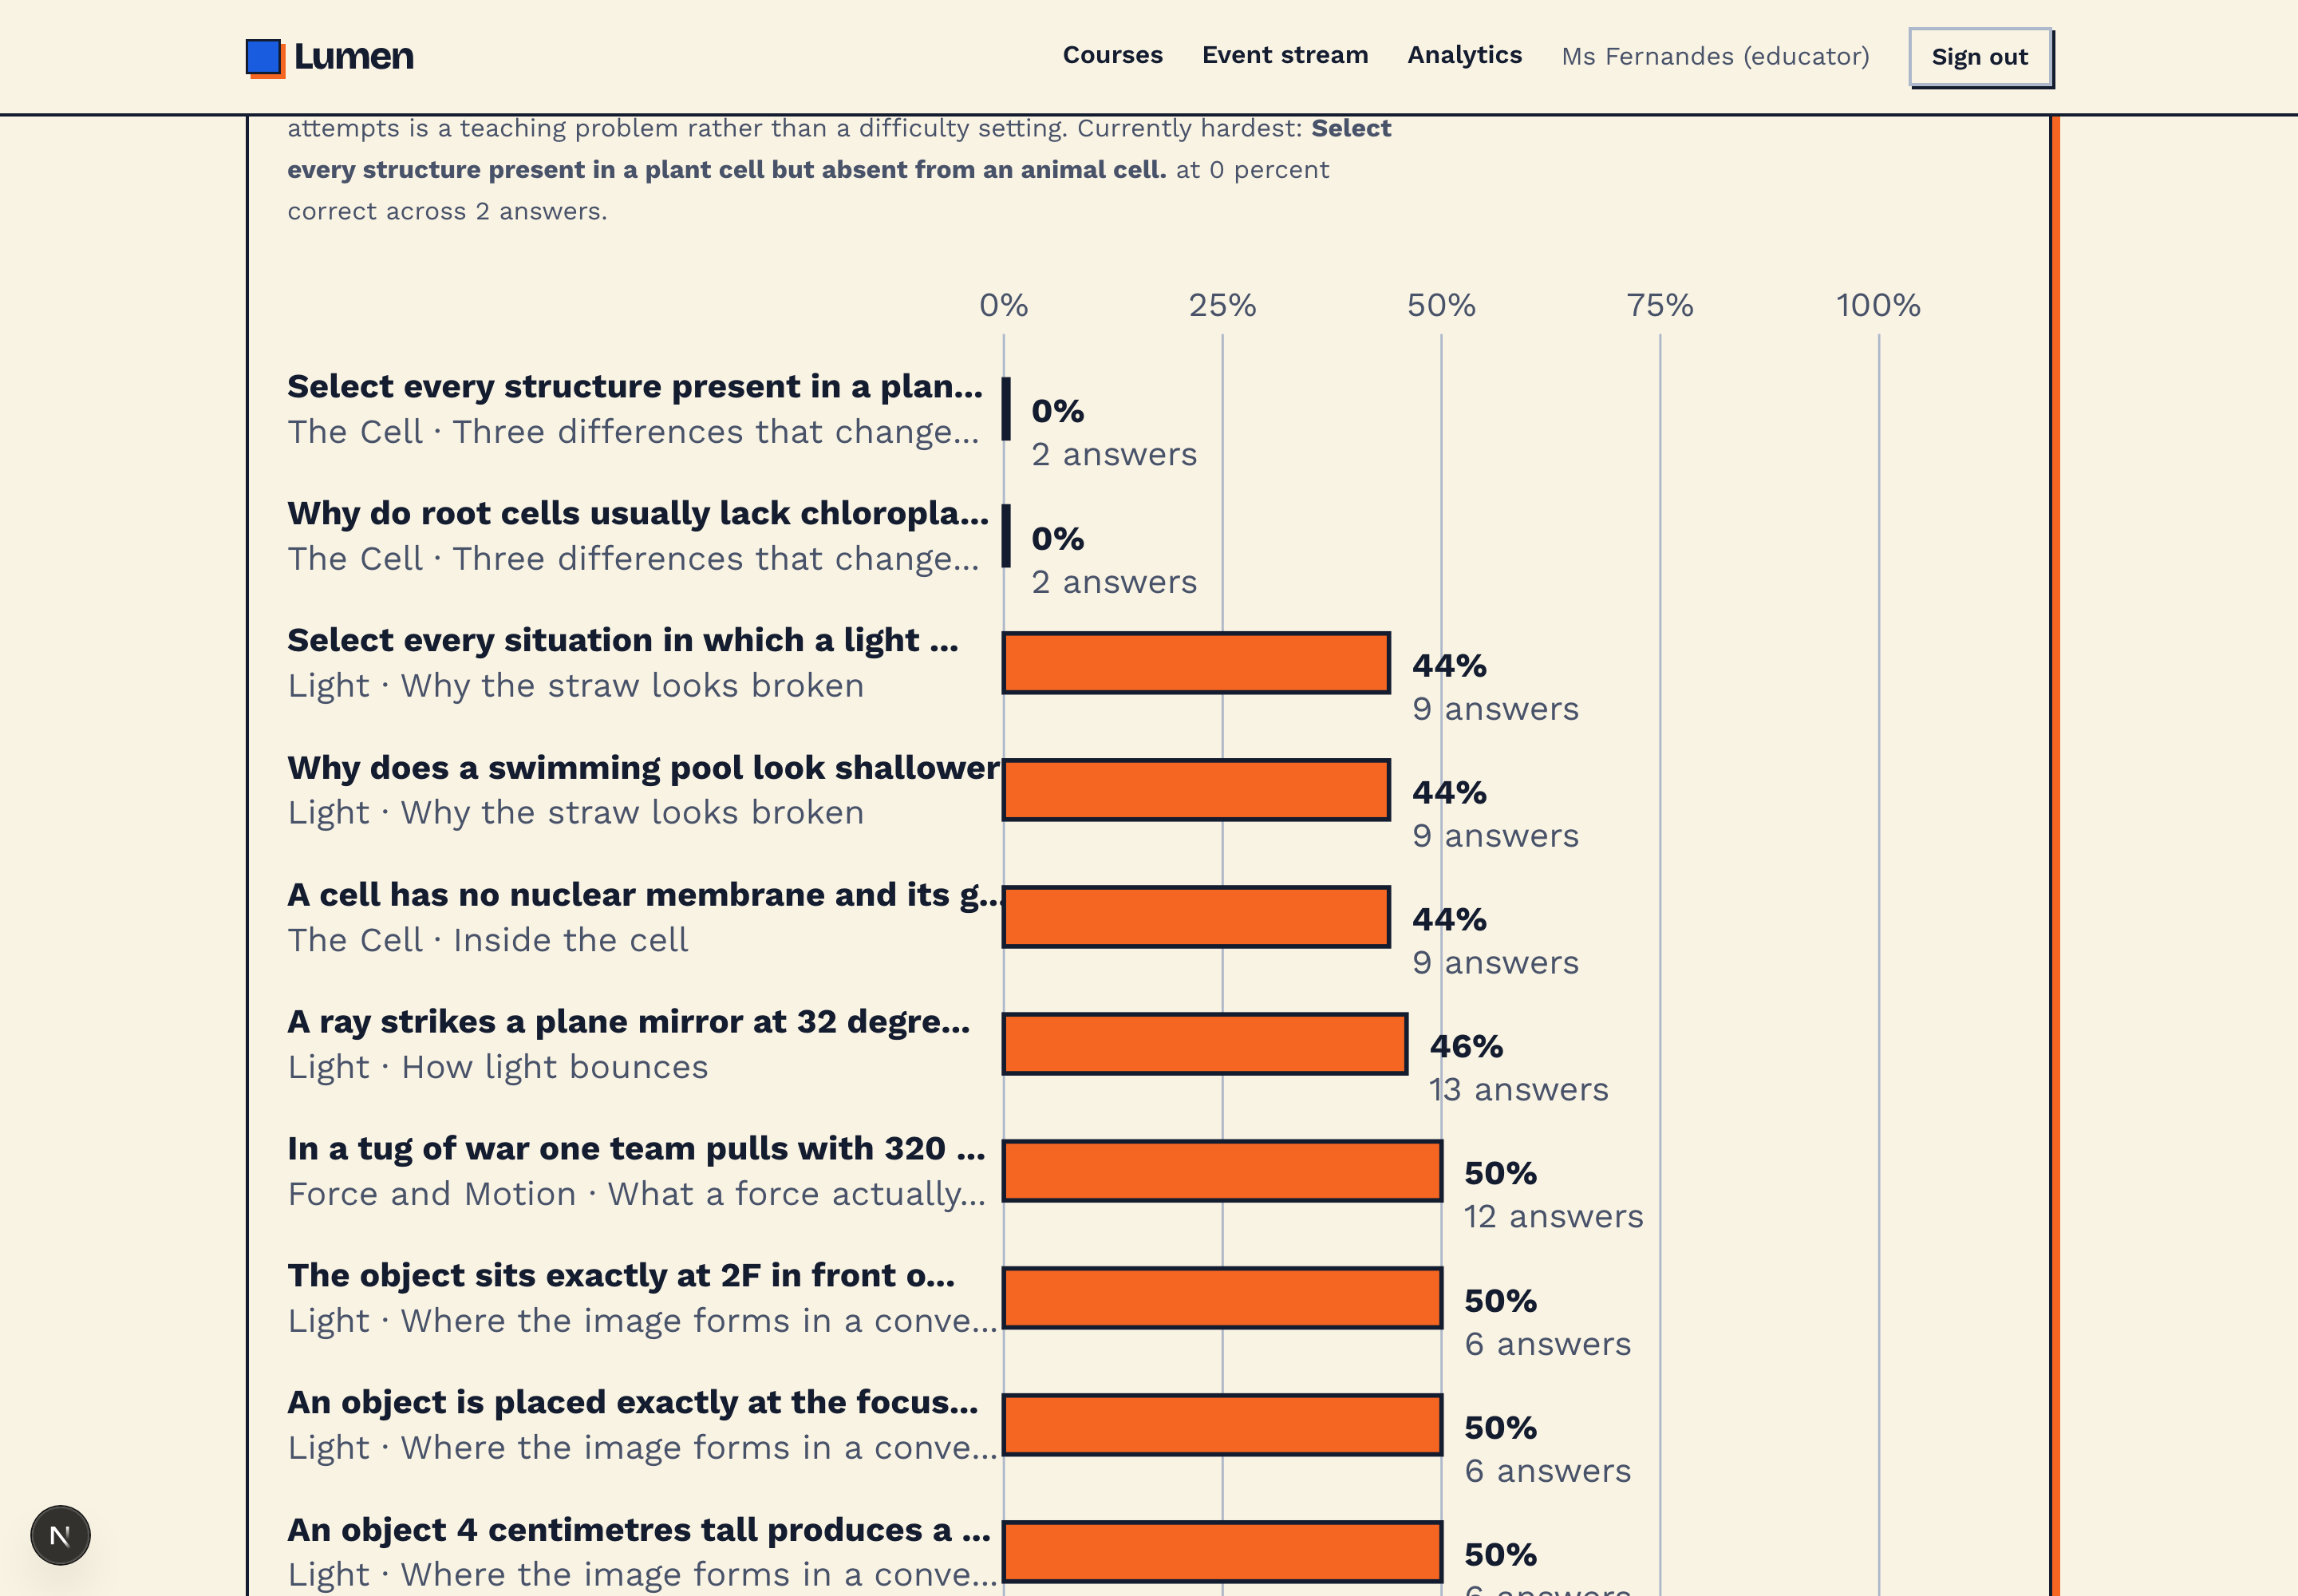 Lumen
Courses
Event stream
Analytics
Ms Fernandes (educator)
Sign out
attempts is a teaching problem rather than a difficulty setting. Currently hardest: Select
every structure present in a plant cell but absent from an animal cell. at 0 percent
correct across 2 answers.
0% 25% 50% 75% 100%
Select every structure present in a plan...
The Cell · Three differences that change...
0%
2 answers
Why do root cells usually lack chloropla...
The Cell · Three differences that change...
0%
2 answers
Select every situation in which a light ...
Light · Why the straw looks broken
44%
9 answers
Why does a swimming pool look shallower
Light · Why the straw looks broken
44%
9 answers
A cell has no nuclear membrane and its g...
The Cell · Inside the cell
44%
9 answers
A ray strikes a plane mirror at 32 degre...
Light · How light bounces
46%
13 answers
In a tug of war one team pulls with 320 ...
Force and Motion · What a force actually...
50%
12 answers
The object sits exactly at 2F in front o...
Light · Where the image forms in a conve...
50%
6 answers
An object is placed exactly at the focus...
Light · Where the image forms in a conve...
50%
6 answers
An object 4 centimetres tall produces a ...
Light · Where the image forms in a conve...
50%
6 answers
N